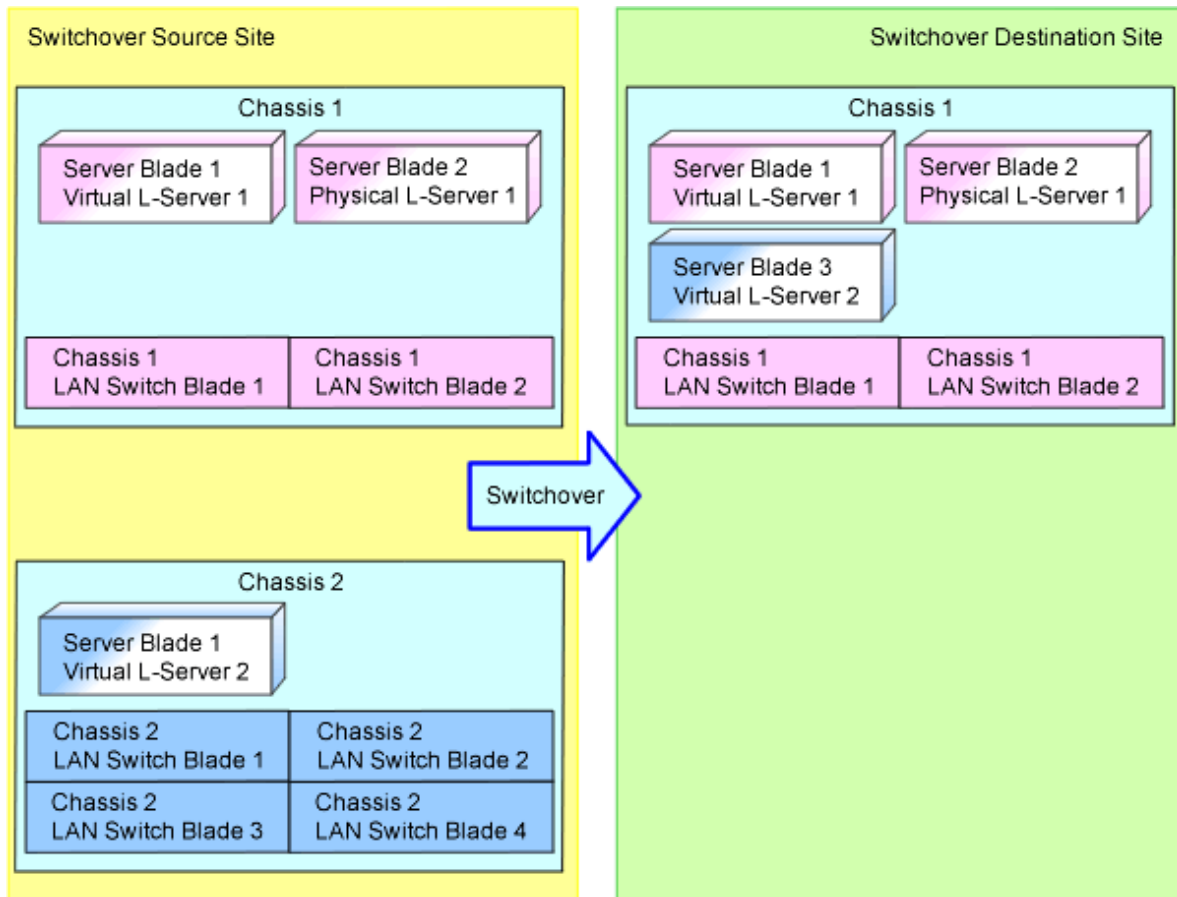 Switchover Source Site
Chassis 1
Server Blade 1
Virtual L-Server 1
Server Blade 2
Physical L-Server 1
Chassis 1
LAN Switch Blade 1
Chassis 1
LAN Switch Blade 2
Chassis 2
Server Blade 1
Virtual L-Server 2
Chassis 2
LAN Switch Blade 1
Chassis 2
LAN Switch Blade 2
Chassis 2
LAN Switch Blade 3
Chassis 2
LAN Switch Blade 4
Switchover
Switchover Destination Site
Chassis 1
Server Blade 1
Virtual L-Server 1
Server Blade 2
Physical L-Server 1
Server Blade 3
Virtual L-Server 2
Chassis 1
LAN Switch Blade 1
Chassis 1
LAN Switch Blade 2